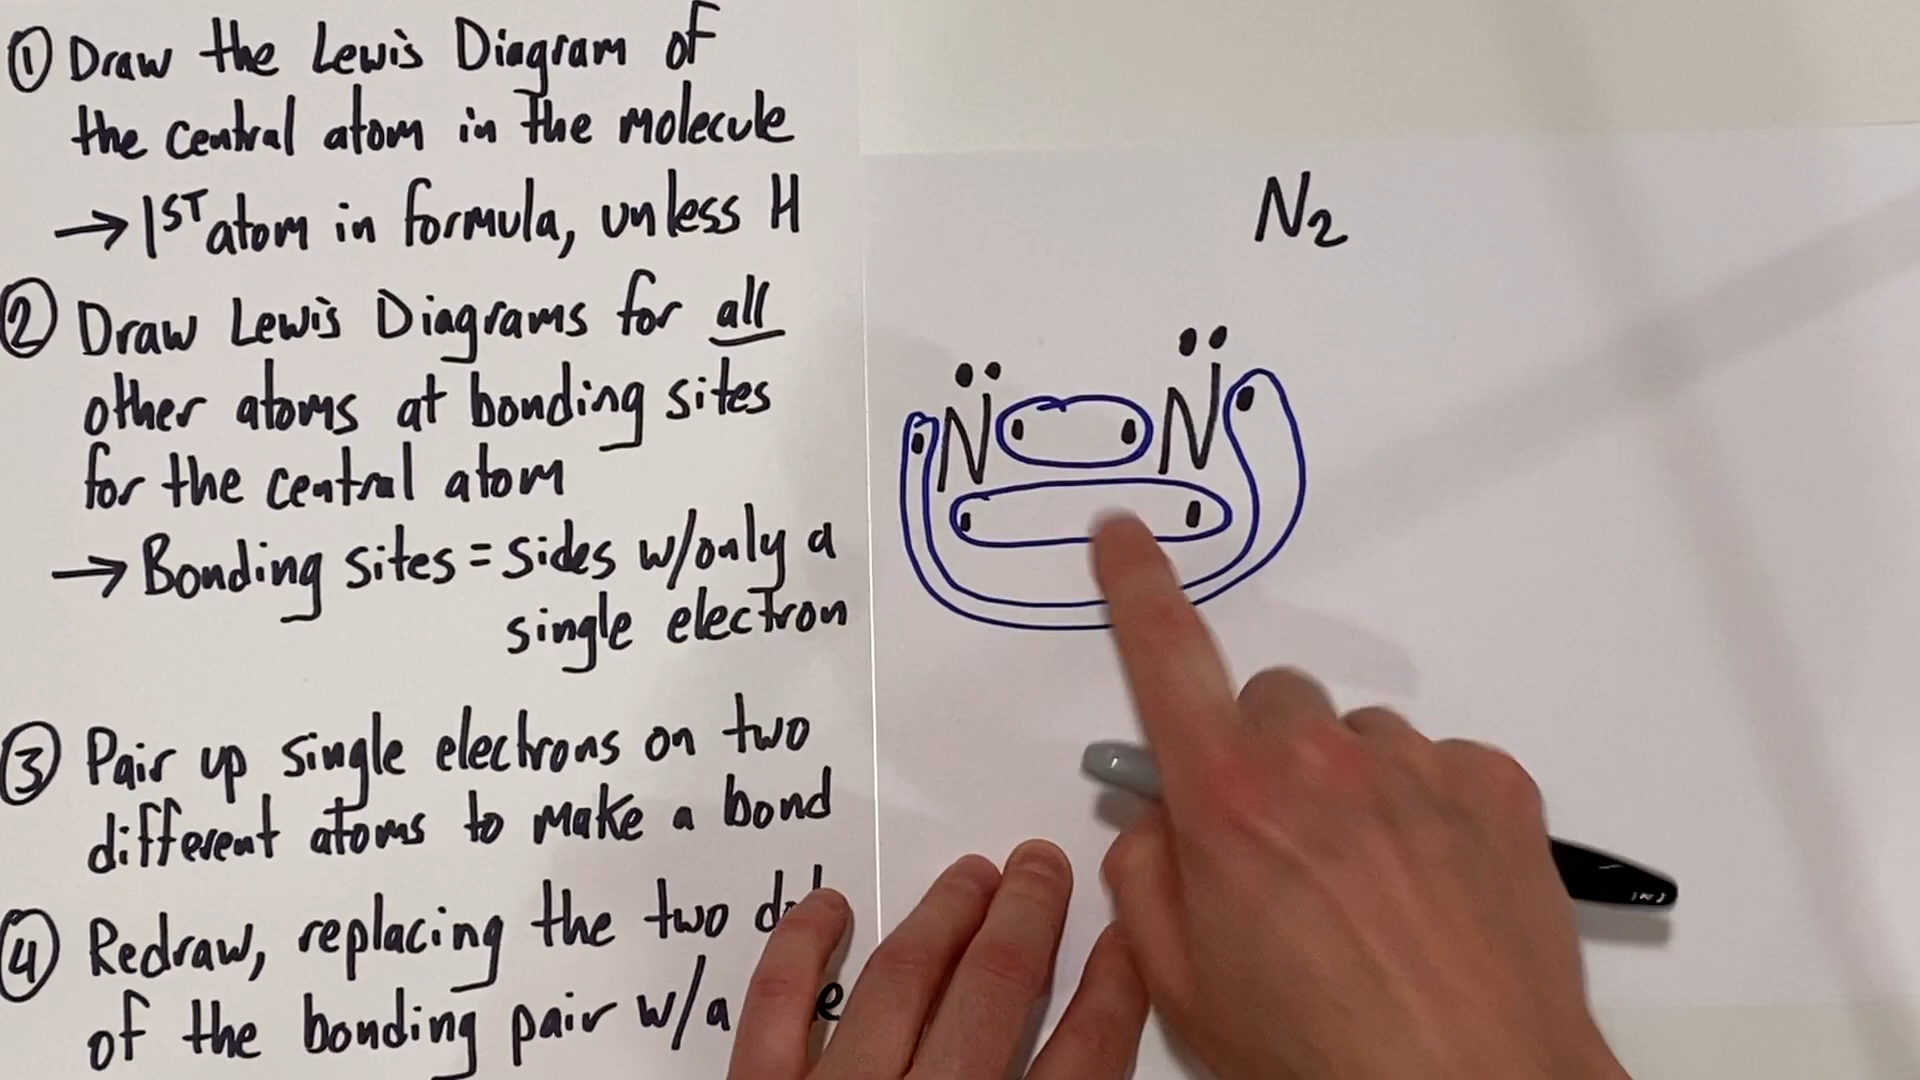 ① Draw the Lewis Diagram of
the central atom in the molecule
→ 1ST atom in formula, unless H
② Draw Lewis Diagrams for all
other atoms at bonding sites
for the central atom
→ Bonding sites = sides w/only a
single electron
③ Pair up single electrons on two
different atoms to make a bond
④ Redraw, replacing the two
of the bonding pair w/a
N₂
N N